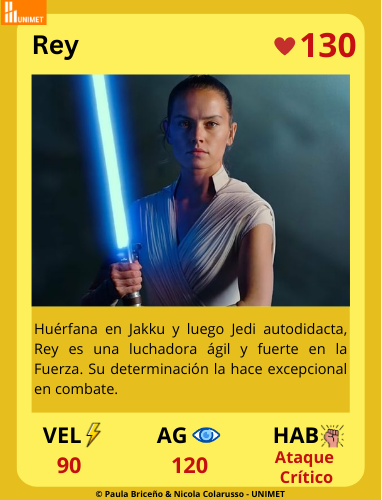 UNIMET
Rey
130
Huérfana en Jakku y luego Jedi autodidacta,
Rey es una luchadora ágil y fuerte en la
Fuerza. Su determinación la hace excepcional
en combate.
VEL AG HAB
90 120 Ataque
Crítico
© Paula Briceño & Nicola Colarusso - UNIMET